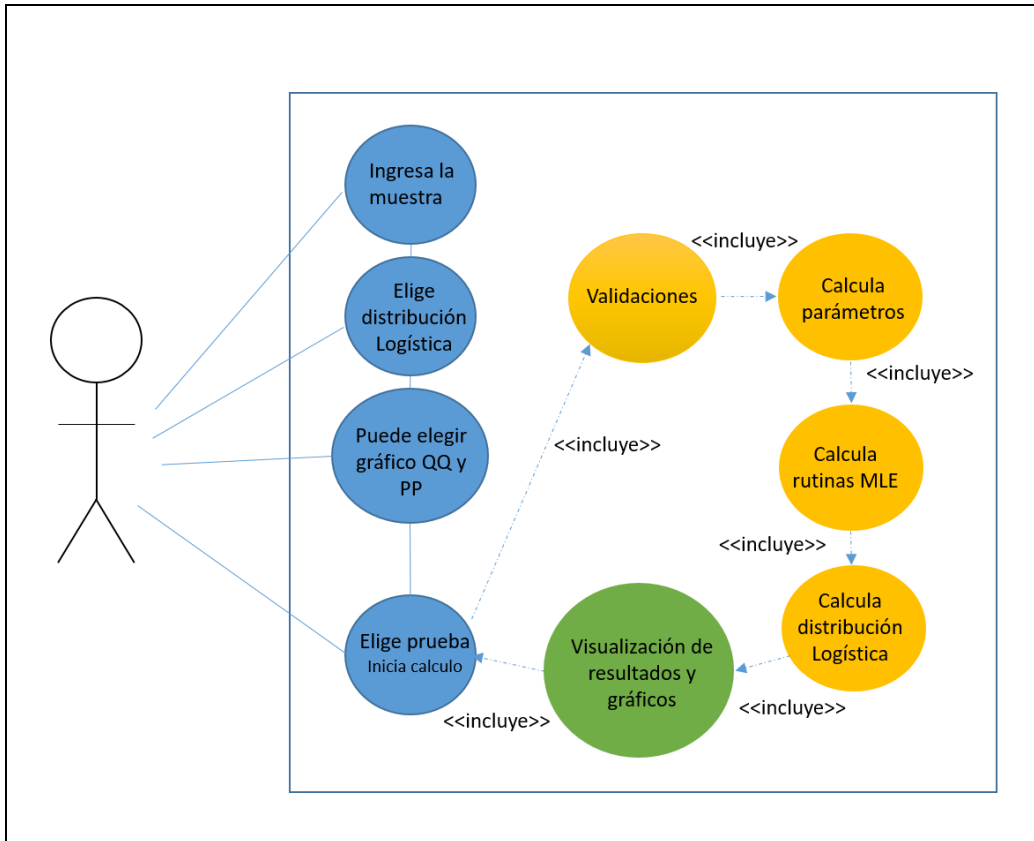 Ingresa la
muestra
Elige
distribución
Logística
Puede elegir
gráfico QQ y
PP
Elige prueba
Inicia calculo
<<incluye>>
Validaciones
<<incluye>>
Calcula
parámetros
<<incluye>>
Calcula
rutinas MLE
<<incluye>>
Calcula
distribución
Logística
<<incluye>>
Visualización de
resultados y
gráficos
<<incluye>>